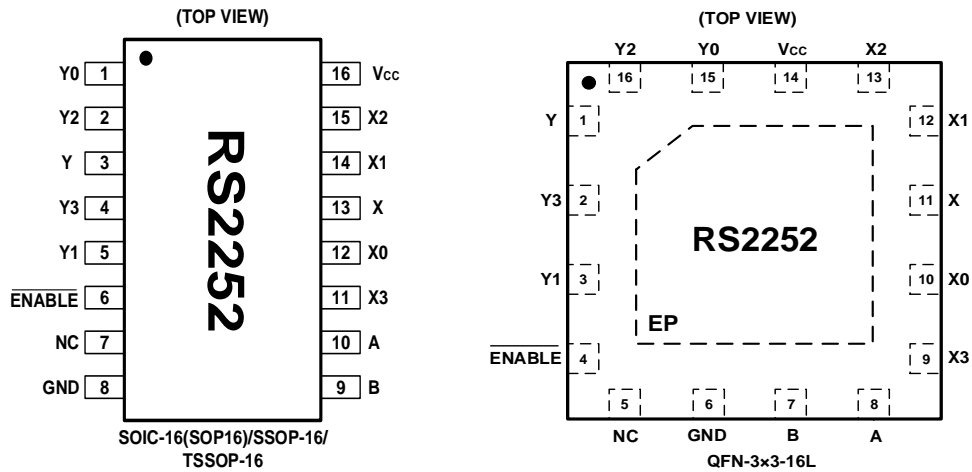 (TOP VIEW)
Y0 1 16 Vcc
Y2 2 15 X2
Y 3 14 X1
Y3 4 13 X
Y1 5 12 X0
ENABLE 6 11 X3
NC 7 10 A
GND 8 9 B
RS2252
SOIC-16(SOP16)/SSOP-16/
TSSOP-16
(TOP VIEW)
Y2 Y0 Vcc X2
16 15 14 13
Y 1 12 X1
Y3 2 11 X
RS2252
Y1 3 10 X0
EP
ENABLE 4 9 X3
5 6 7 8
NC GND B A
QFN-3×3-16L